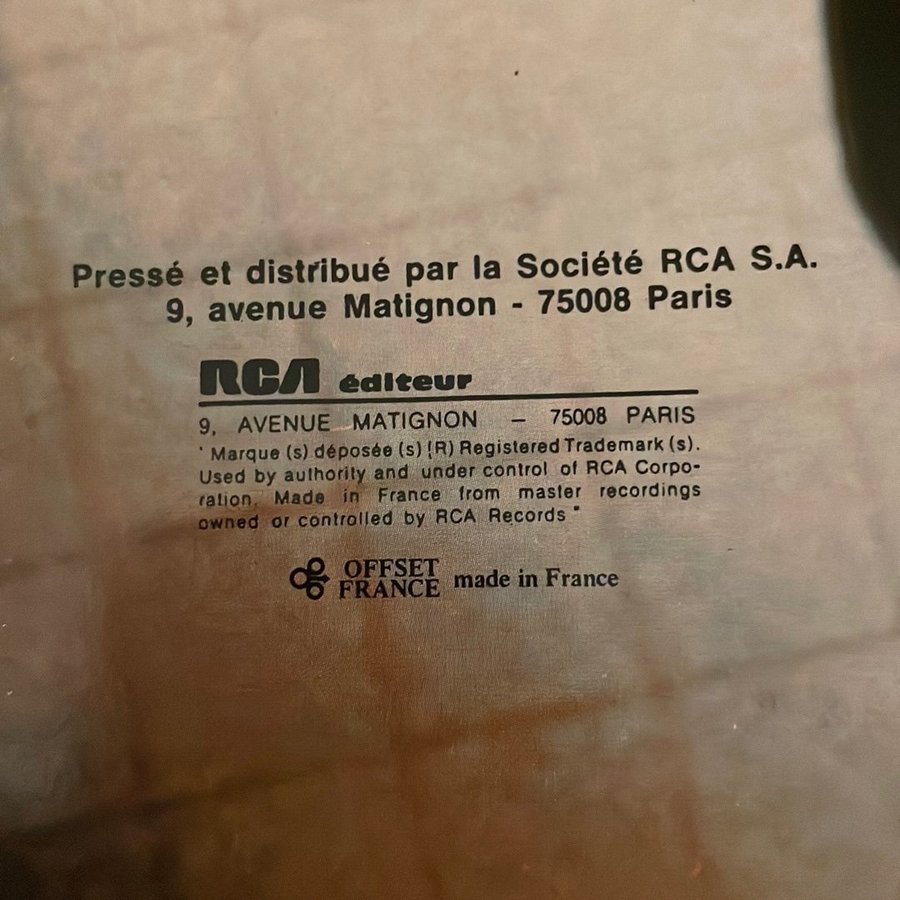 Pressé et distribué par la Société RCA S.A.
9, avenue Matignon - 75008 Paris
RCA éditeur
9, AVENUE MATIGNON – 75008 PARIS
" Marque (s) déposée (s) (R) Registered Trademark (s).
Used by authority and under control of RCA Corpo-
ration, Made in France from master recordings
owned or controlled by RCA Records "
OFFSET
FRANCE made in France